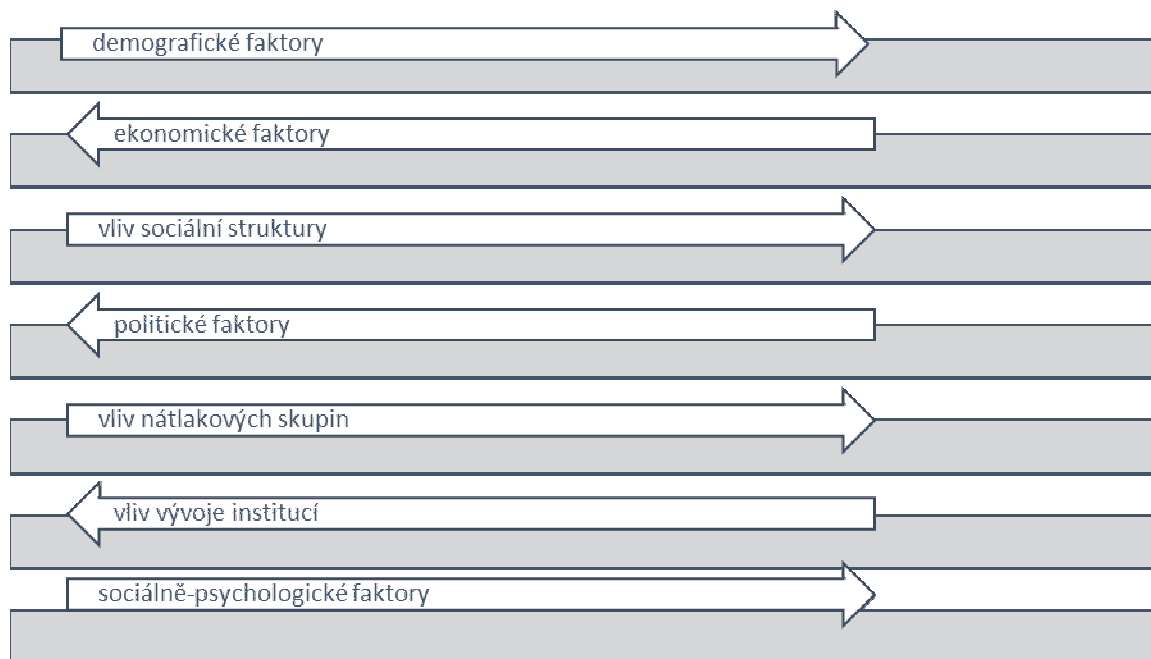 demografické faktory
ekonomické faktory
vliv sociální struktury
politické faktory
vliv nátlakových skupin
vliv vývoje institucí
sociálně-psychologické faktory